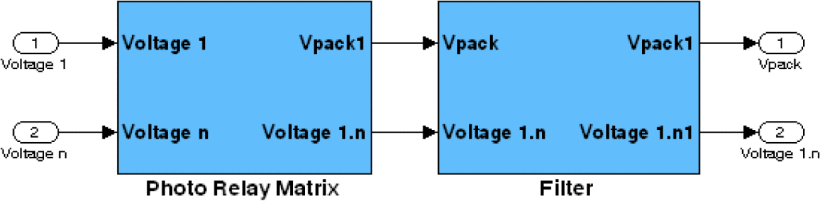 1 Voltage 1 Vpack1 Vpack Vpack1 1
Voltage 1 Vpack
2 Voltage n Voltage 1.n Voltage 1.n Voltage 1.n1 2
Voltage n Voltage 1.n
Photo Relay Matrix Filter